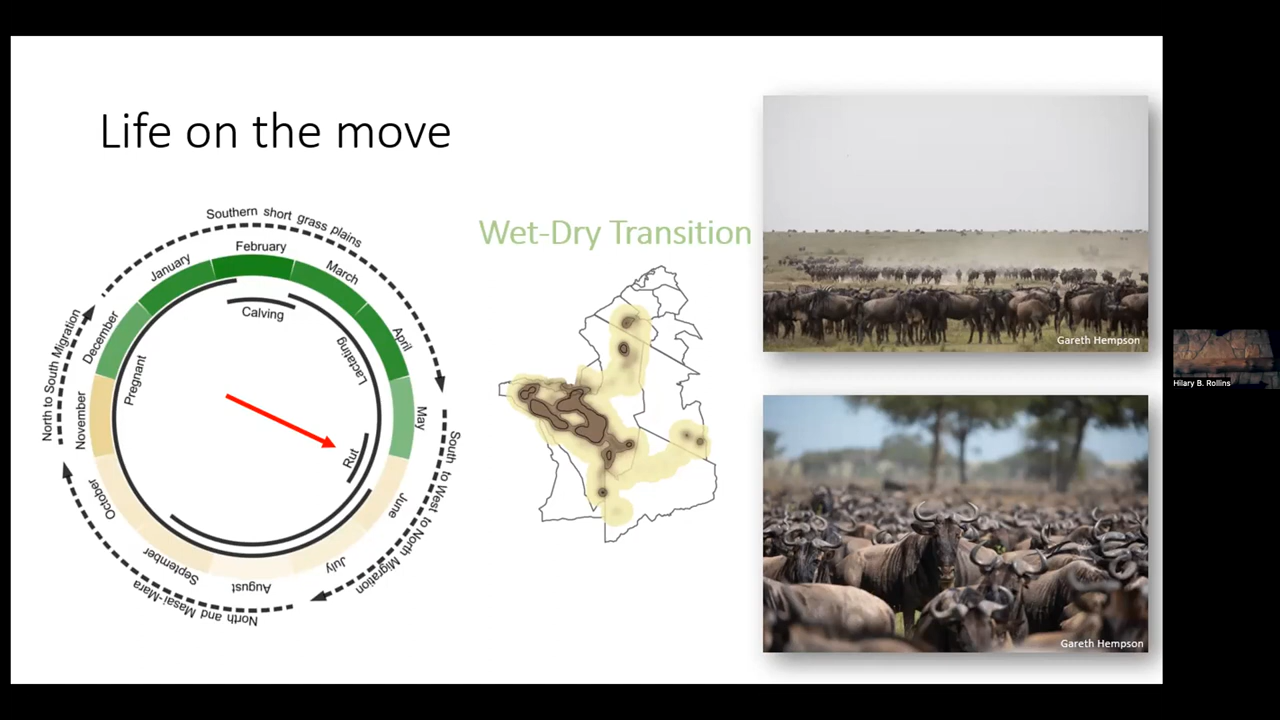 Life on the move
Southern short grass plains
February
January
March
December
April
North to South Migration
November
May
Pregnant
Calving
Lactating
Rut
October
June
September
July
August
South to West to North Migration
North and Masai-Mara
Wet-Dry Transition
Gareth Hempson
Gareth Hempson
Hilary B. Rollins